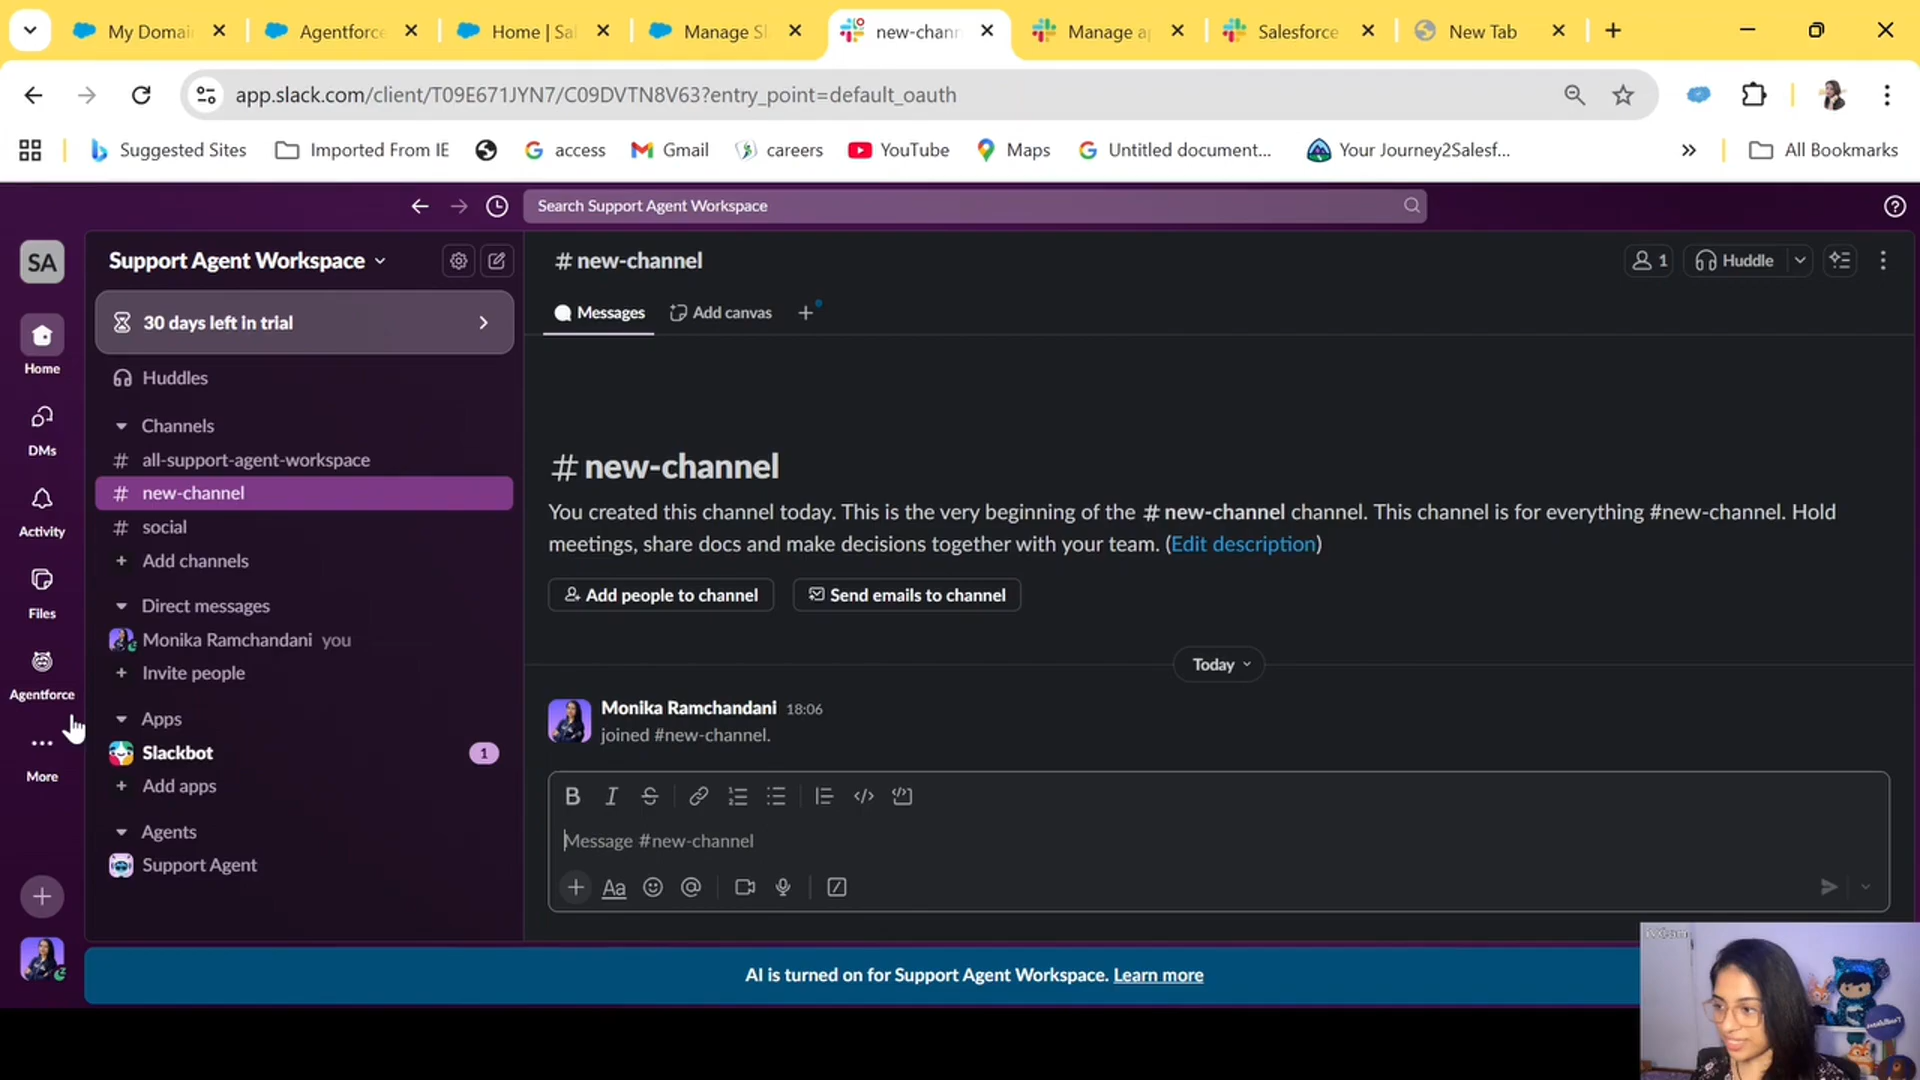 My Domai
Agentforce
Home | Sal
Manage Sl
new-chann
Manage ap
Salesforce
New Tab
app.slack.com/client/T09E671JYN7/C09DVTN8V63?entry_point=default_oauth
Suggested Sites
Imported From IE
access
Gmail
careers
YouTube
Maps
Untitled document...
Your Journey2Salesf...
All Bookmarks
Search Support Agent Workspace
SA
Home
DMs
Activity
Files
Agentforce
More
Support Agent Workspace
30 days left in trial
Huddles
Channels
# all-support-agent-workspace
# new-channel
# social
+ Add channels
Direct messages
Monika Ramchandani you
+ Invite people
Apps
Slackbot 1
+ Add apps
Agents
Support Agent
# new-channel
1
Huddle
Messages
Add canvas
# new-channel
You created this channel today. This is the very beginning of the # new-channel channel. This channel is for everything #new-channel. Hold
meetings, share docs and make decisions together with your team. (Edit description)
Add people to channel
Send emails to channel
Today
Monika Ramchandani 18:06
joined #new-channel.
Message #new-channel
Aa
AI is turned on for Support Agent Workspace. Learn more
iVCam